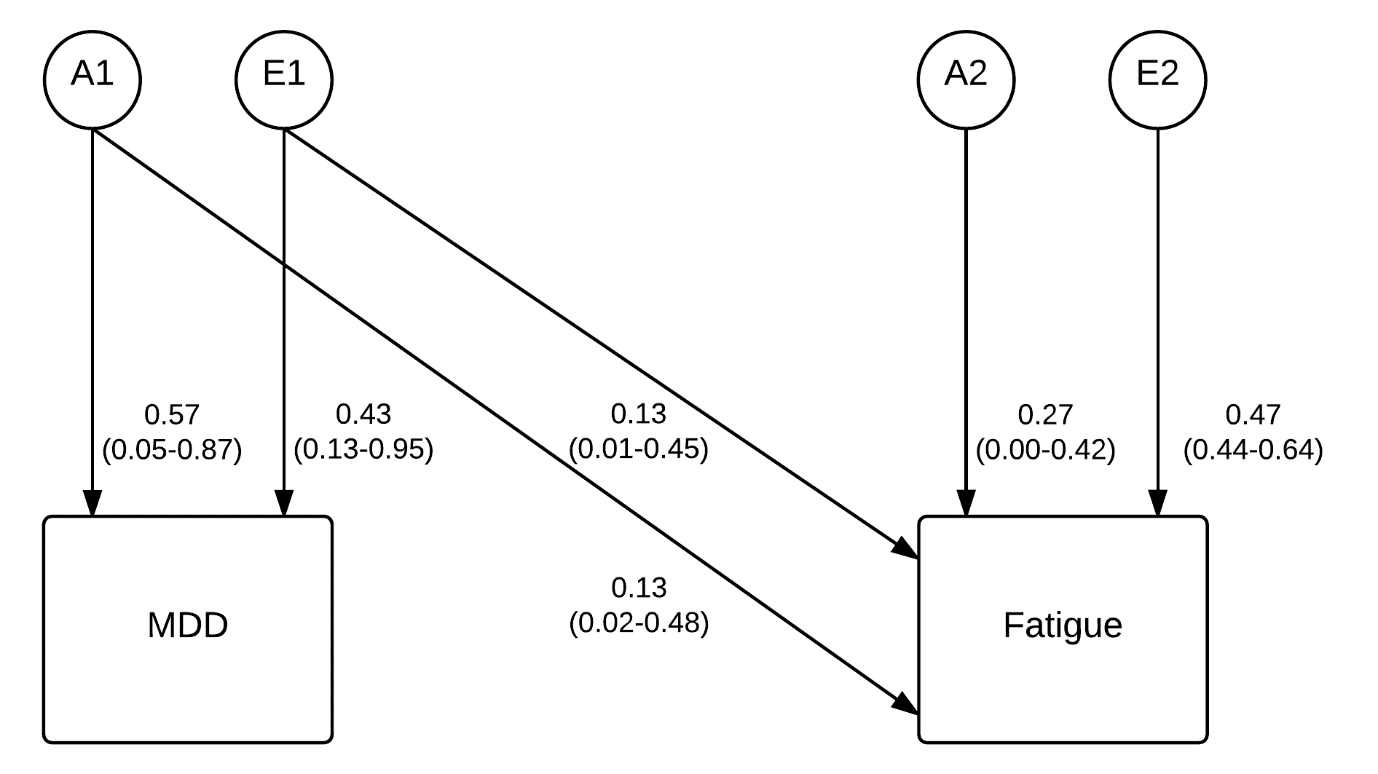 A1
E1
A2
E2
0.57
(0.05-0.87)
0.43
(0.13-0.95)
0.13
(0.01-0.45)
0.27
(0.00-0.42)
0.47
(0.44-0.64)
0.13
(0.02-0.48)
MDD
Fatigue